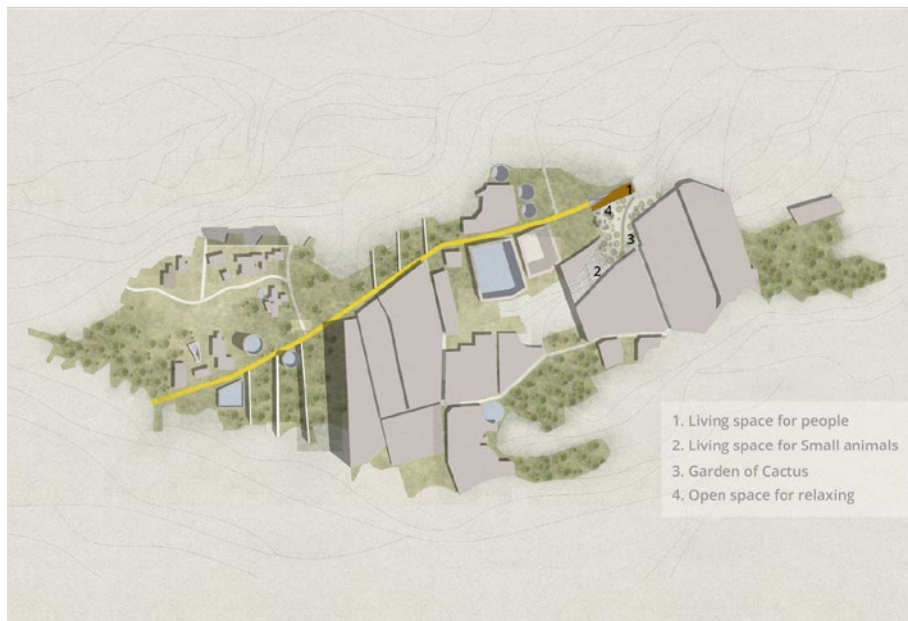 1
4
3
2
1. Living space for people
2. Living space for Small animals
3. Garden of Cactus
4. Open space for relaxing